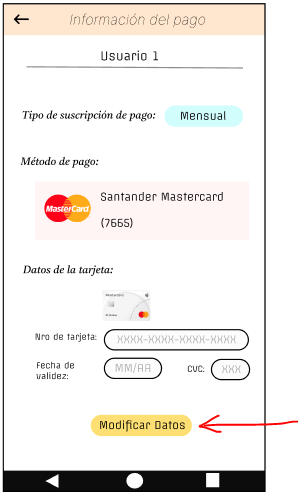 Información del pago
Usuario 1
Tipo de suscripción de pago: Mensual
Método de pago:
MasterCard
Santander Mastercard
(7665)
Datos de la tarjeta:
Nro de tarjeta: XXXX-XXXX-XXXX-XXXX
Fecha de validez: MM/AA CVC: XXX
Modificar Datos